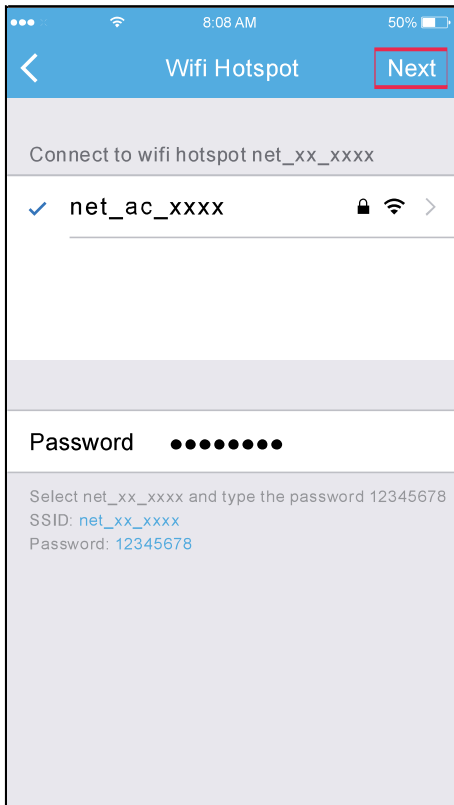 8:08 AM 50%
Wifi Hotspot Next
Connect to wifi hotspot net_xx_xxxx
net_ac_xxxx
Password ●●●●●●●●
Select net_xx_xxxx and type the password 12345678
SSID: net_xx_xxxx
Password: 12345678